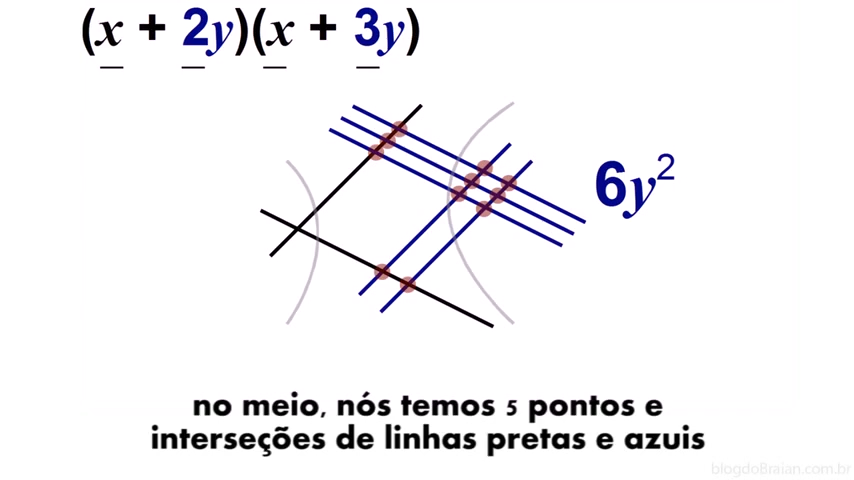 (x + 2y)(x + 3y)
6y²
no meio, nós temos 5 pontos e
interseções de linhas pretas e azuis
blogdoBraian.com.br